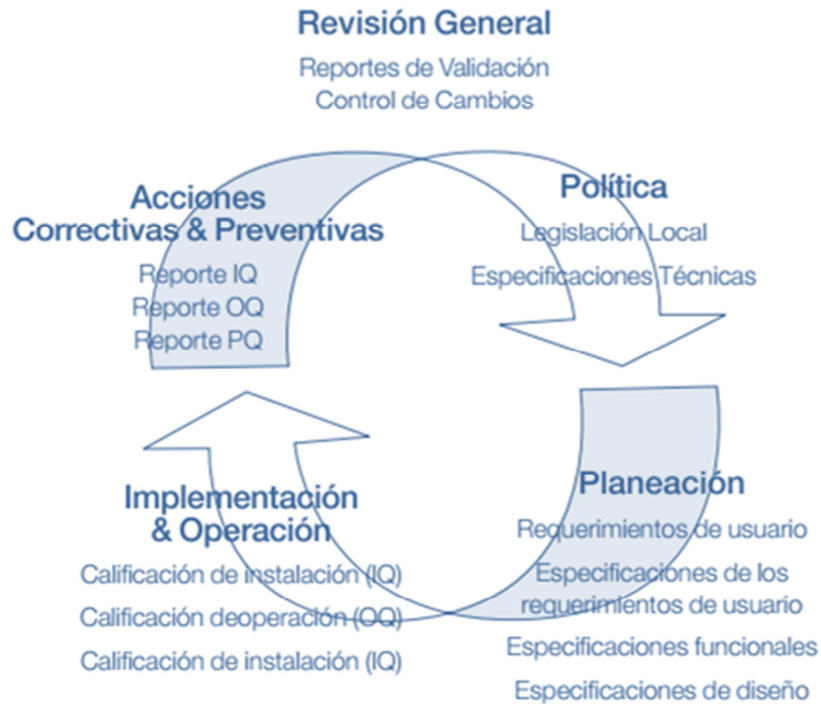 Revisión General
Reportes de Validación
Control de Cambios
Política
Legislación Local
Especificaciones Técnicas
Planeación
Requerimientos de usuario
Especificaciones de los
requerimientos de usuario
Especificaciones funcionales
Especificaciones de diseño
Implementación
& Operación
Calificación de instalación (IQ)
Calificación deoperación (OQ)
Calificación de instalación (IQ)
Acciones
Correctivas & Preventivas
Reporte IQ
Reporte OQ
Reporte PQ